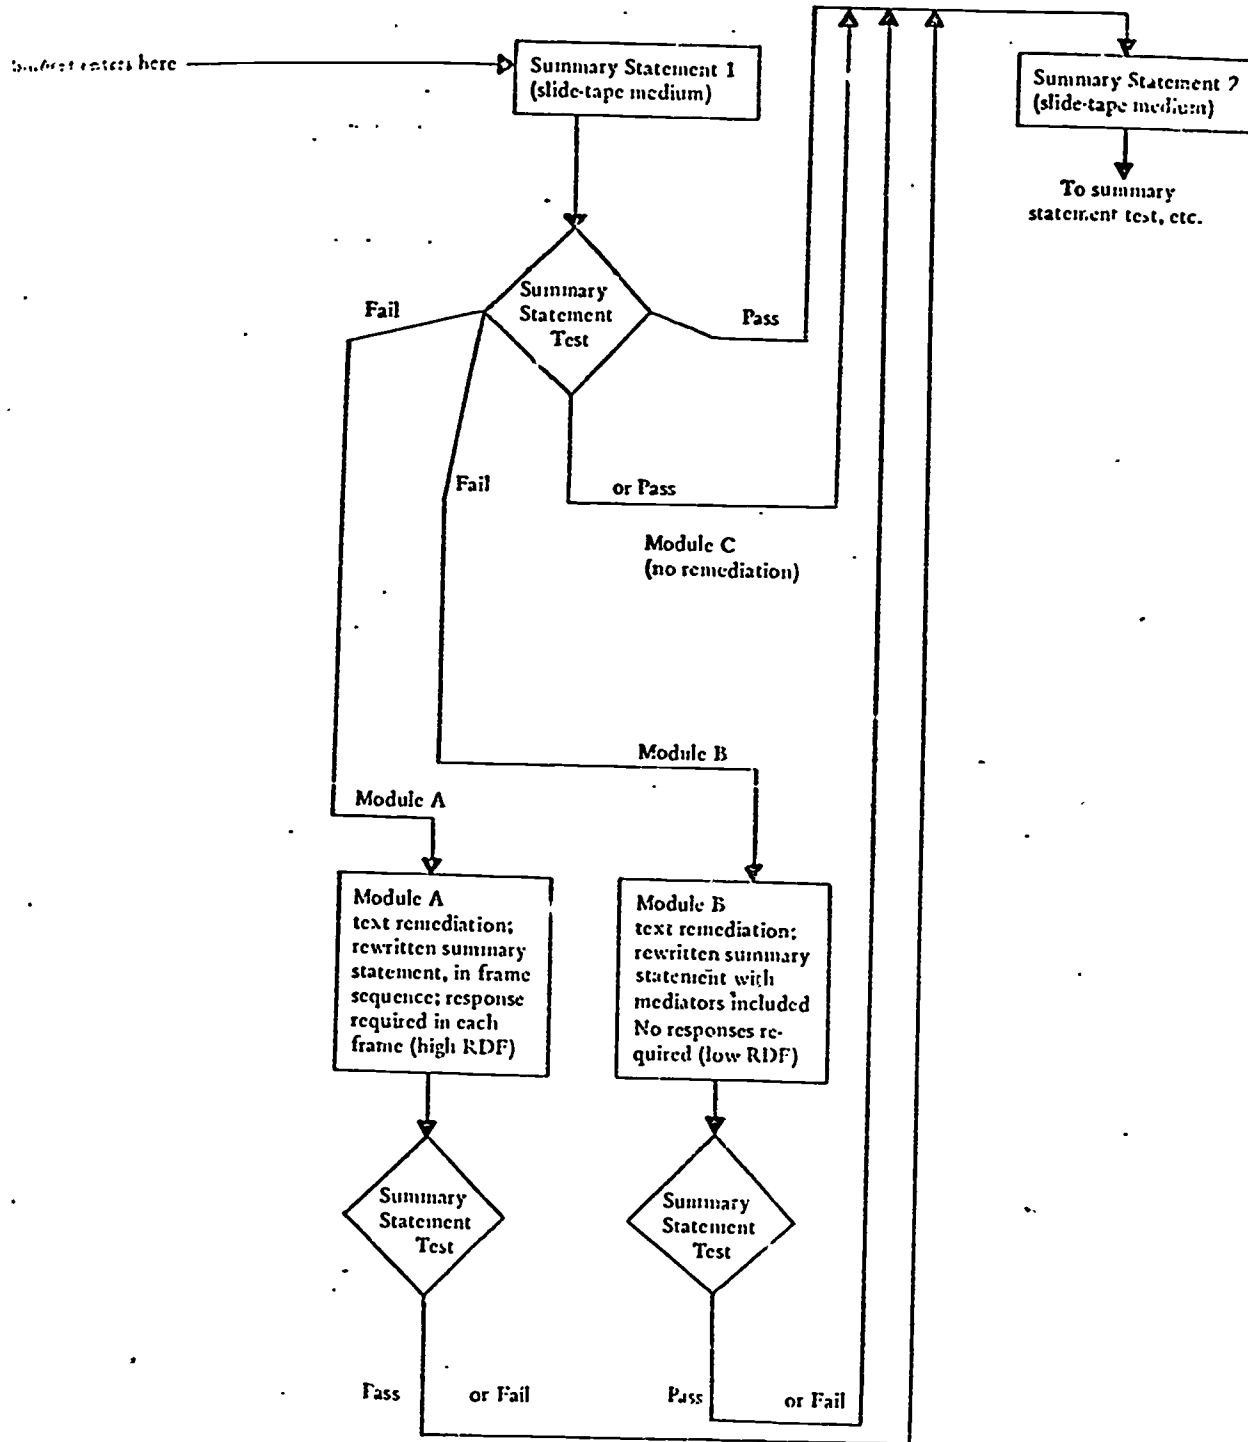 enters here
Summary Statement 1
(slide-tape medium)
Summary Statement 2
(slide-tape medium)
To summary
statement test, etc.
Summary
Statement
Test
Fail
Pass
Fail
or Pass
Module C
(no remediation)
Module B
Module A
Module A
text remediation;
rewritten summary
statement, in frame
sequence; response
required in each
frame (high RDF)
Module B
text remediation;
rewritten summary
statement with
mediators included
No responses re-
quired (low RDF)
Summary
Statement
Test
Summary
Statement
Test
Pass
or Fail
Pass
or Fail